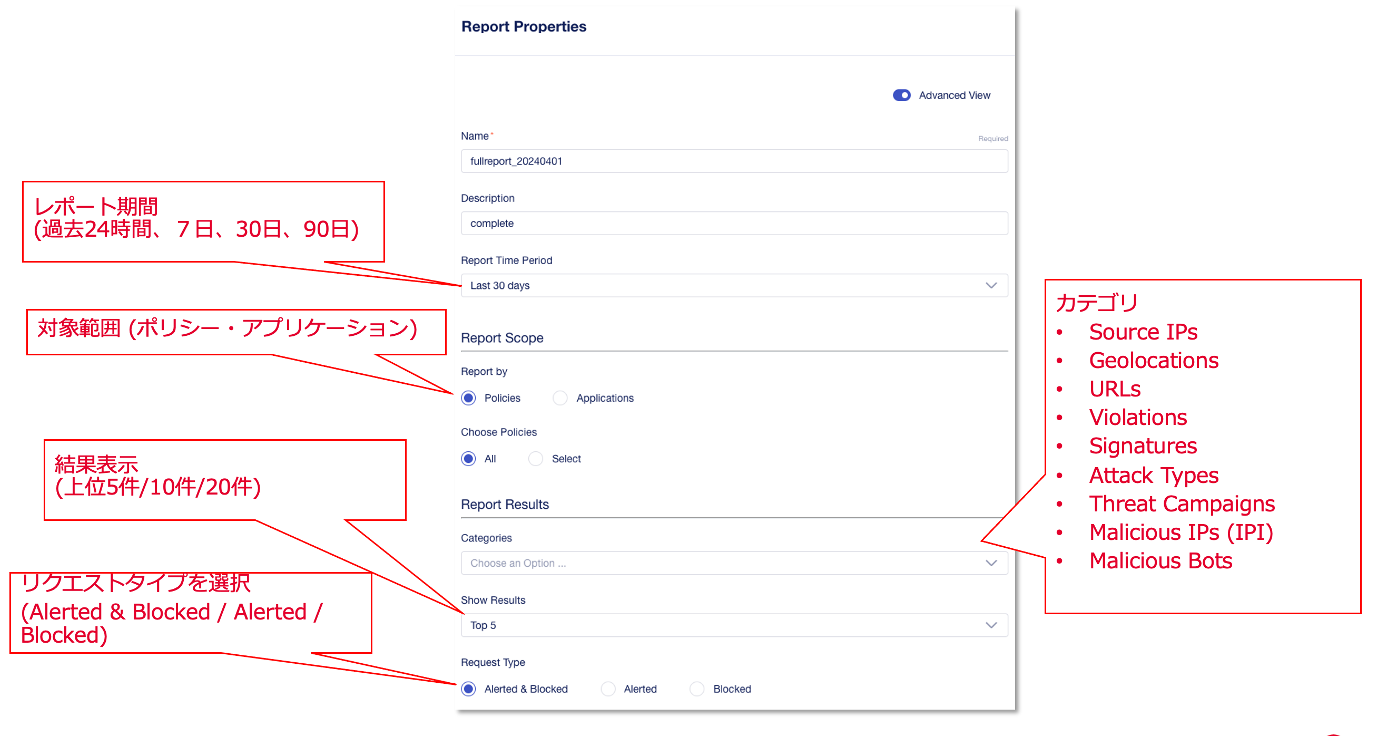 Report Properties
Advanced View
Name*
Required
fullreport_20240401
Description
complete
Report Time Period
Last 30 days
Report Scope
Report by
Policies
Applications
Choose Policies
All
Select
Report Results
Categories
Choose an Option ...
Show Results
Top 5
Request Type
Alerted & Blocked
Alerted
Blocked
レポート期間
(過去24時間、７日、30日、90日)
対象範囲 (ポリシー・アプリケーション)
結果表示
(上位5件/10件/20件)
リクエストタイプを選択
(Alerted & Blocked / Alerted /
Blocked)
カテゴリ
• Source IPs
• Geolocations
• URLs
• Violations
• Signatures
• Attack Types
• Threat Campaigns
• Malicious IPs (IPI)
• Malicious Bots